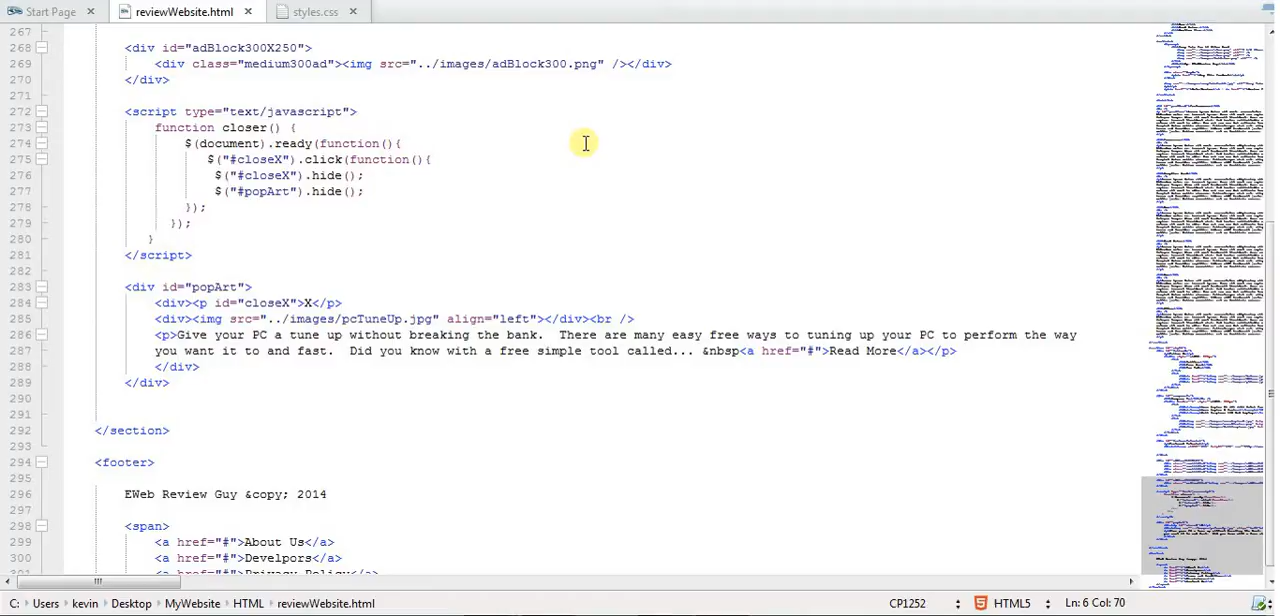 Start Page reviewWebsite.html styles.css
267
268 <div id="adBlock300X250">
269 <div class="medium300ad"><img src="../images/adBlock300.png" /></div>
270 </div>
271
272 <script type="text/javascript">
273 function closer() {
274 $(document).ready(function(){
275 $("#closeX").click(function(){
276 $("#closeX").hide();
277 $("#popArt").hide();
278 });
279 });
280 }
281 </script>
282
283 <div id="popArt">
284 <div><p id="closeX">X</p>
285 <div><img src="../images/pcTuneUp.jpg" align="left"></div><br />
286 <p>Give your PC a tune up without breaking the bank. There are many easy free ways to tuning up your PC to perform the way
287 you want it to and fast. Did you know with a free simple tool called... &nbsp<a href="#">Read More</a></p>
288 </div>
289 </div>
290
291
292 </section>
293
294 <footer>
295
296 EWeb Review Guy &copy; 2014
297
298 <span>
299 <a href="#">About Us</a>
300 <a href="#">Develpors</a>
301 <a href="#">Privacy Policy</a>
C: Users kevin Desktop MyWebsite HTML reviewWebsite.html CP1252 HTML5 Ln: 6 Col: 70